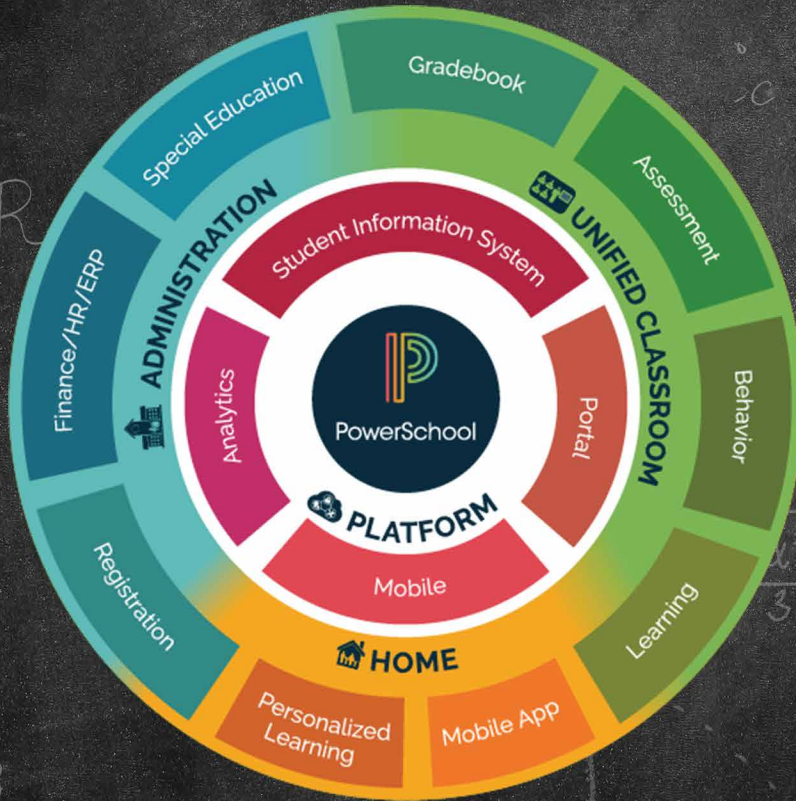 Gradebook
Assessment
Behavior
Learning
Mobile App
Personalized
Learning
Registration
Finance/HR/ERP
Special Education
ADMINISTRATION
UNIFIED CLASSROOM
HOME
Student Information System
Portal
Mobile
Analytics
PLATFORM
PowerSchool
R
c
3